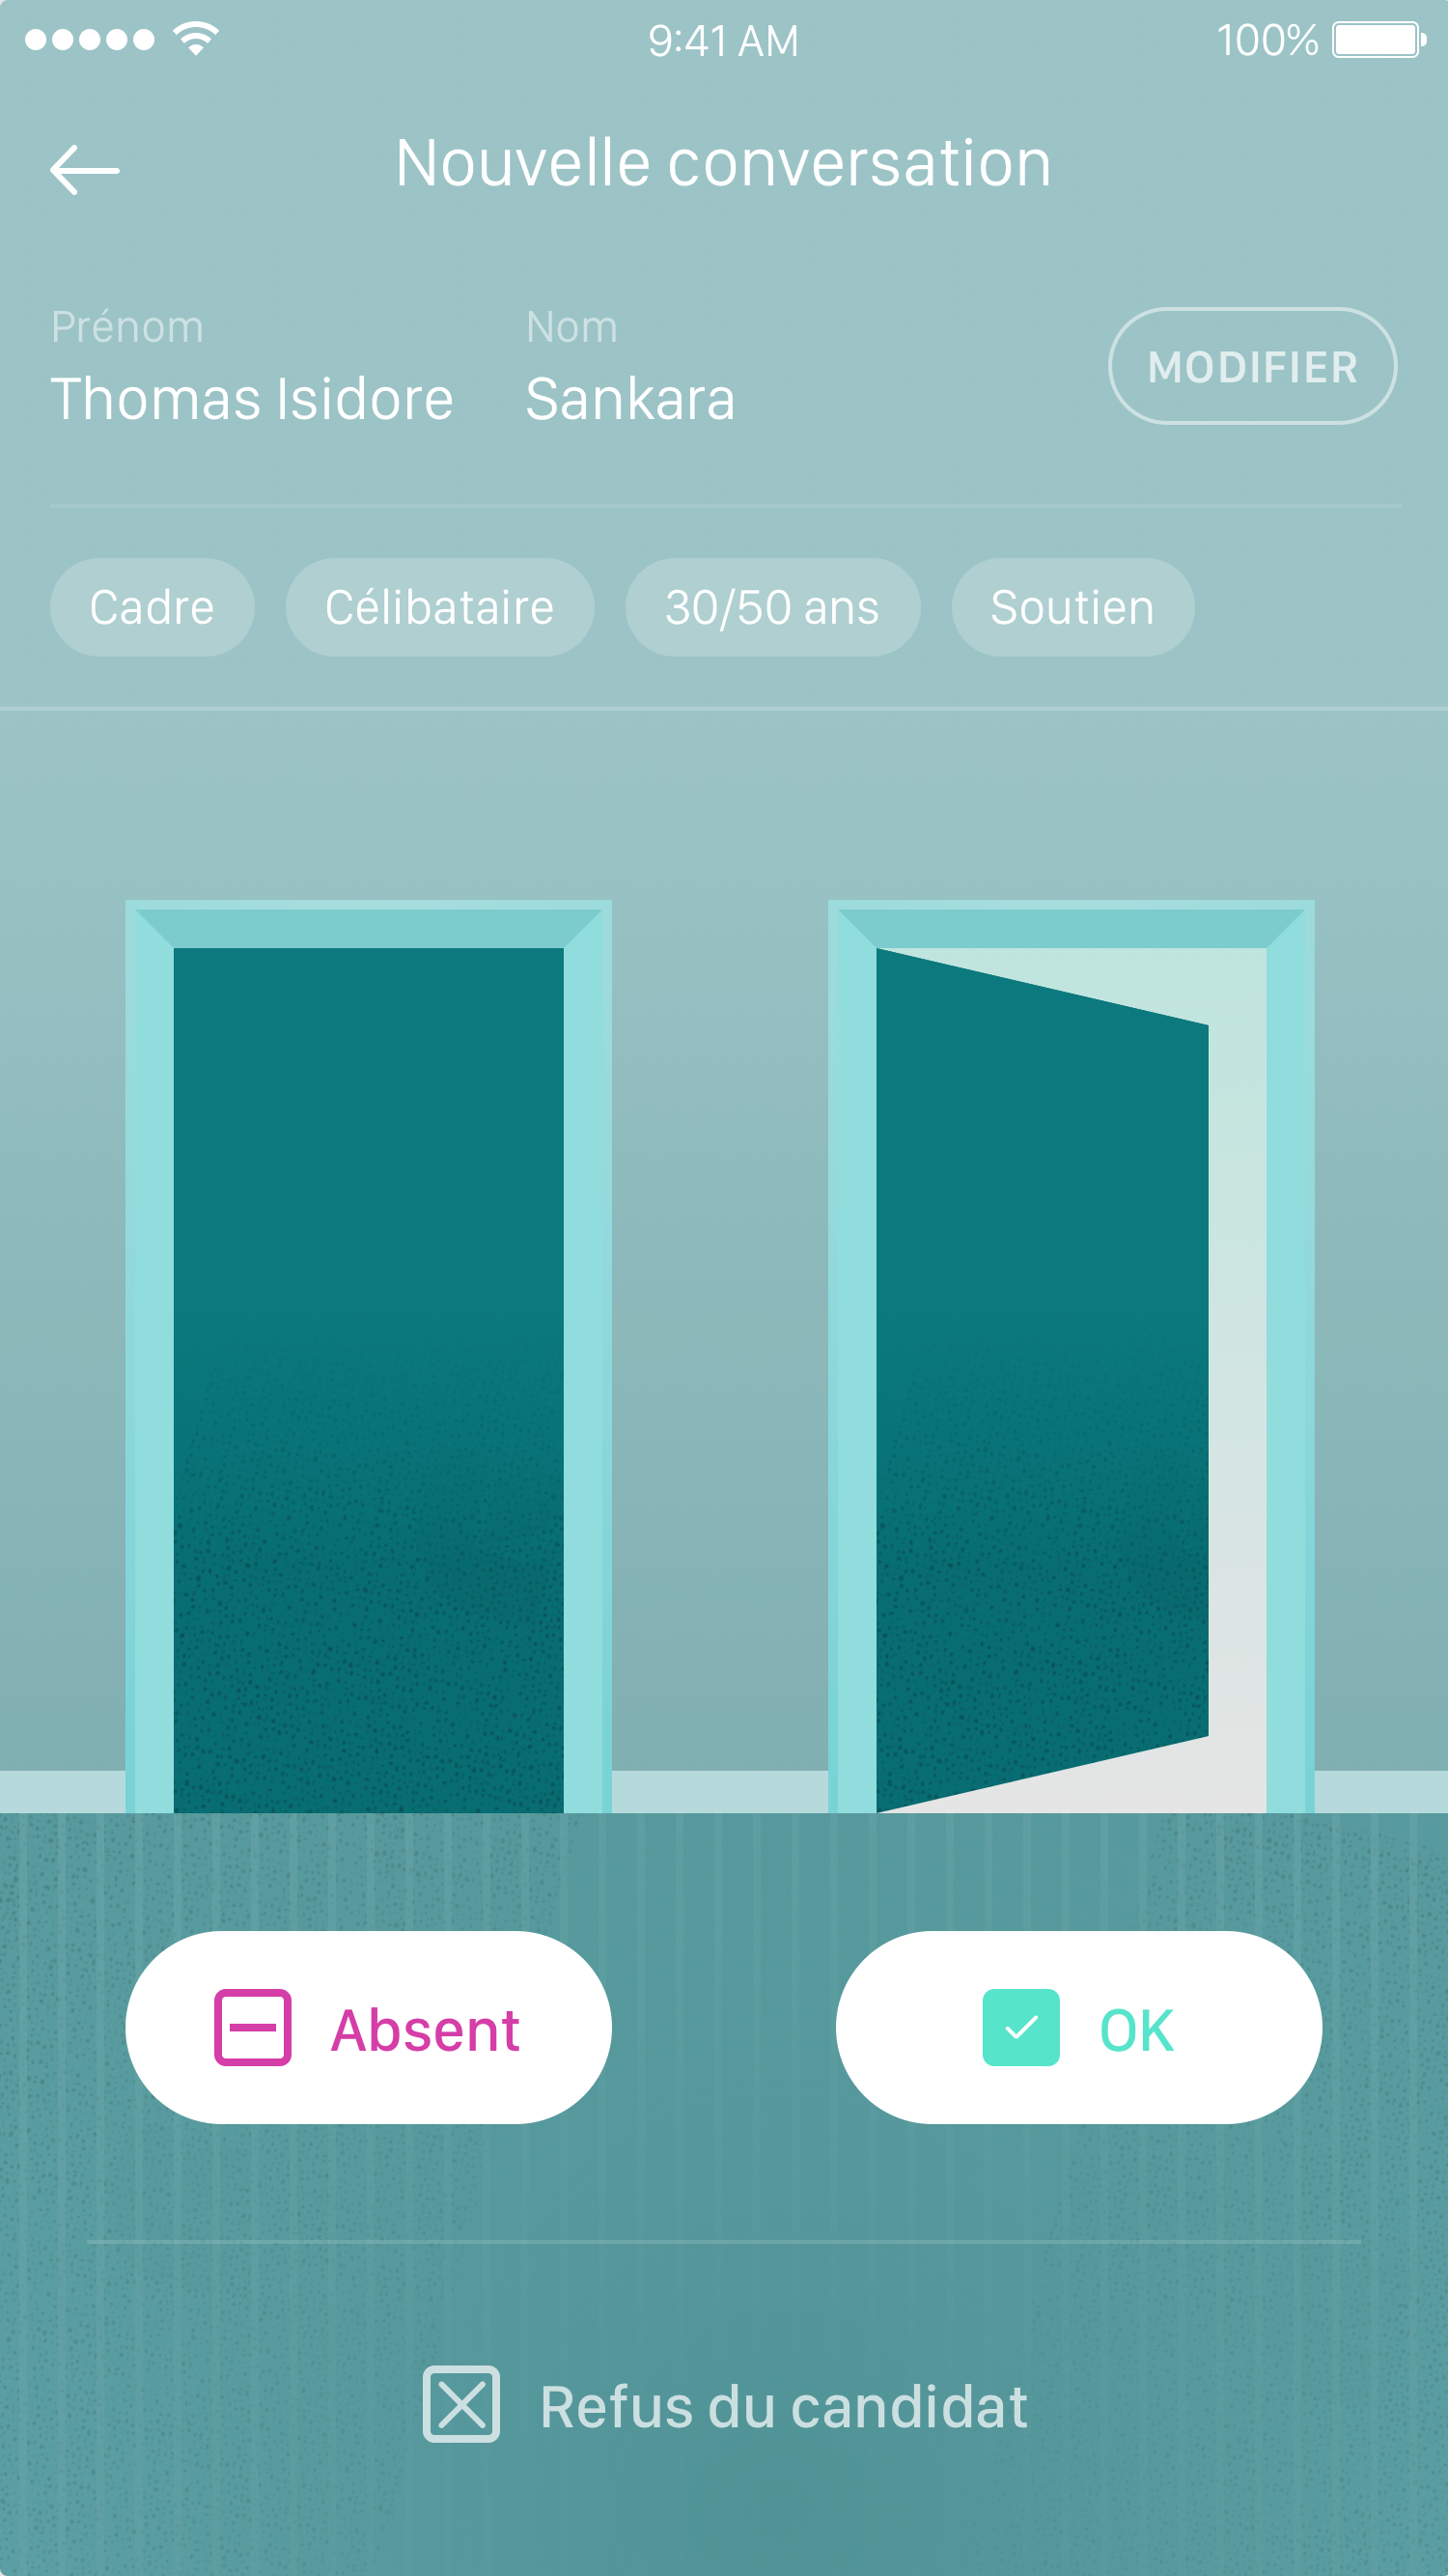 9:41 AM 100%
Nouvelle conversation
Prénom Nom
Thomas Isidore Sankara MODIFIER
Cadre Célibataire 30/50 ans Soutien
Absent OK
Refus du candidat